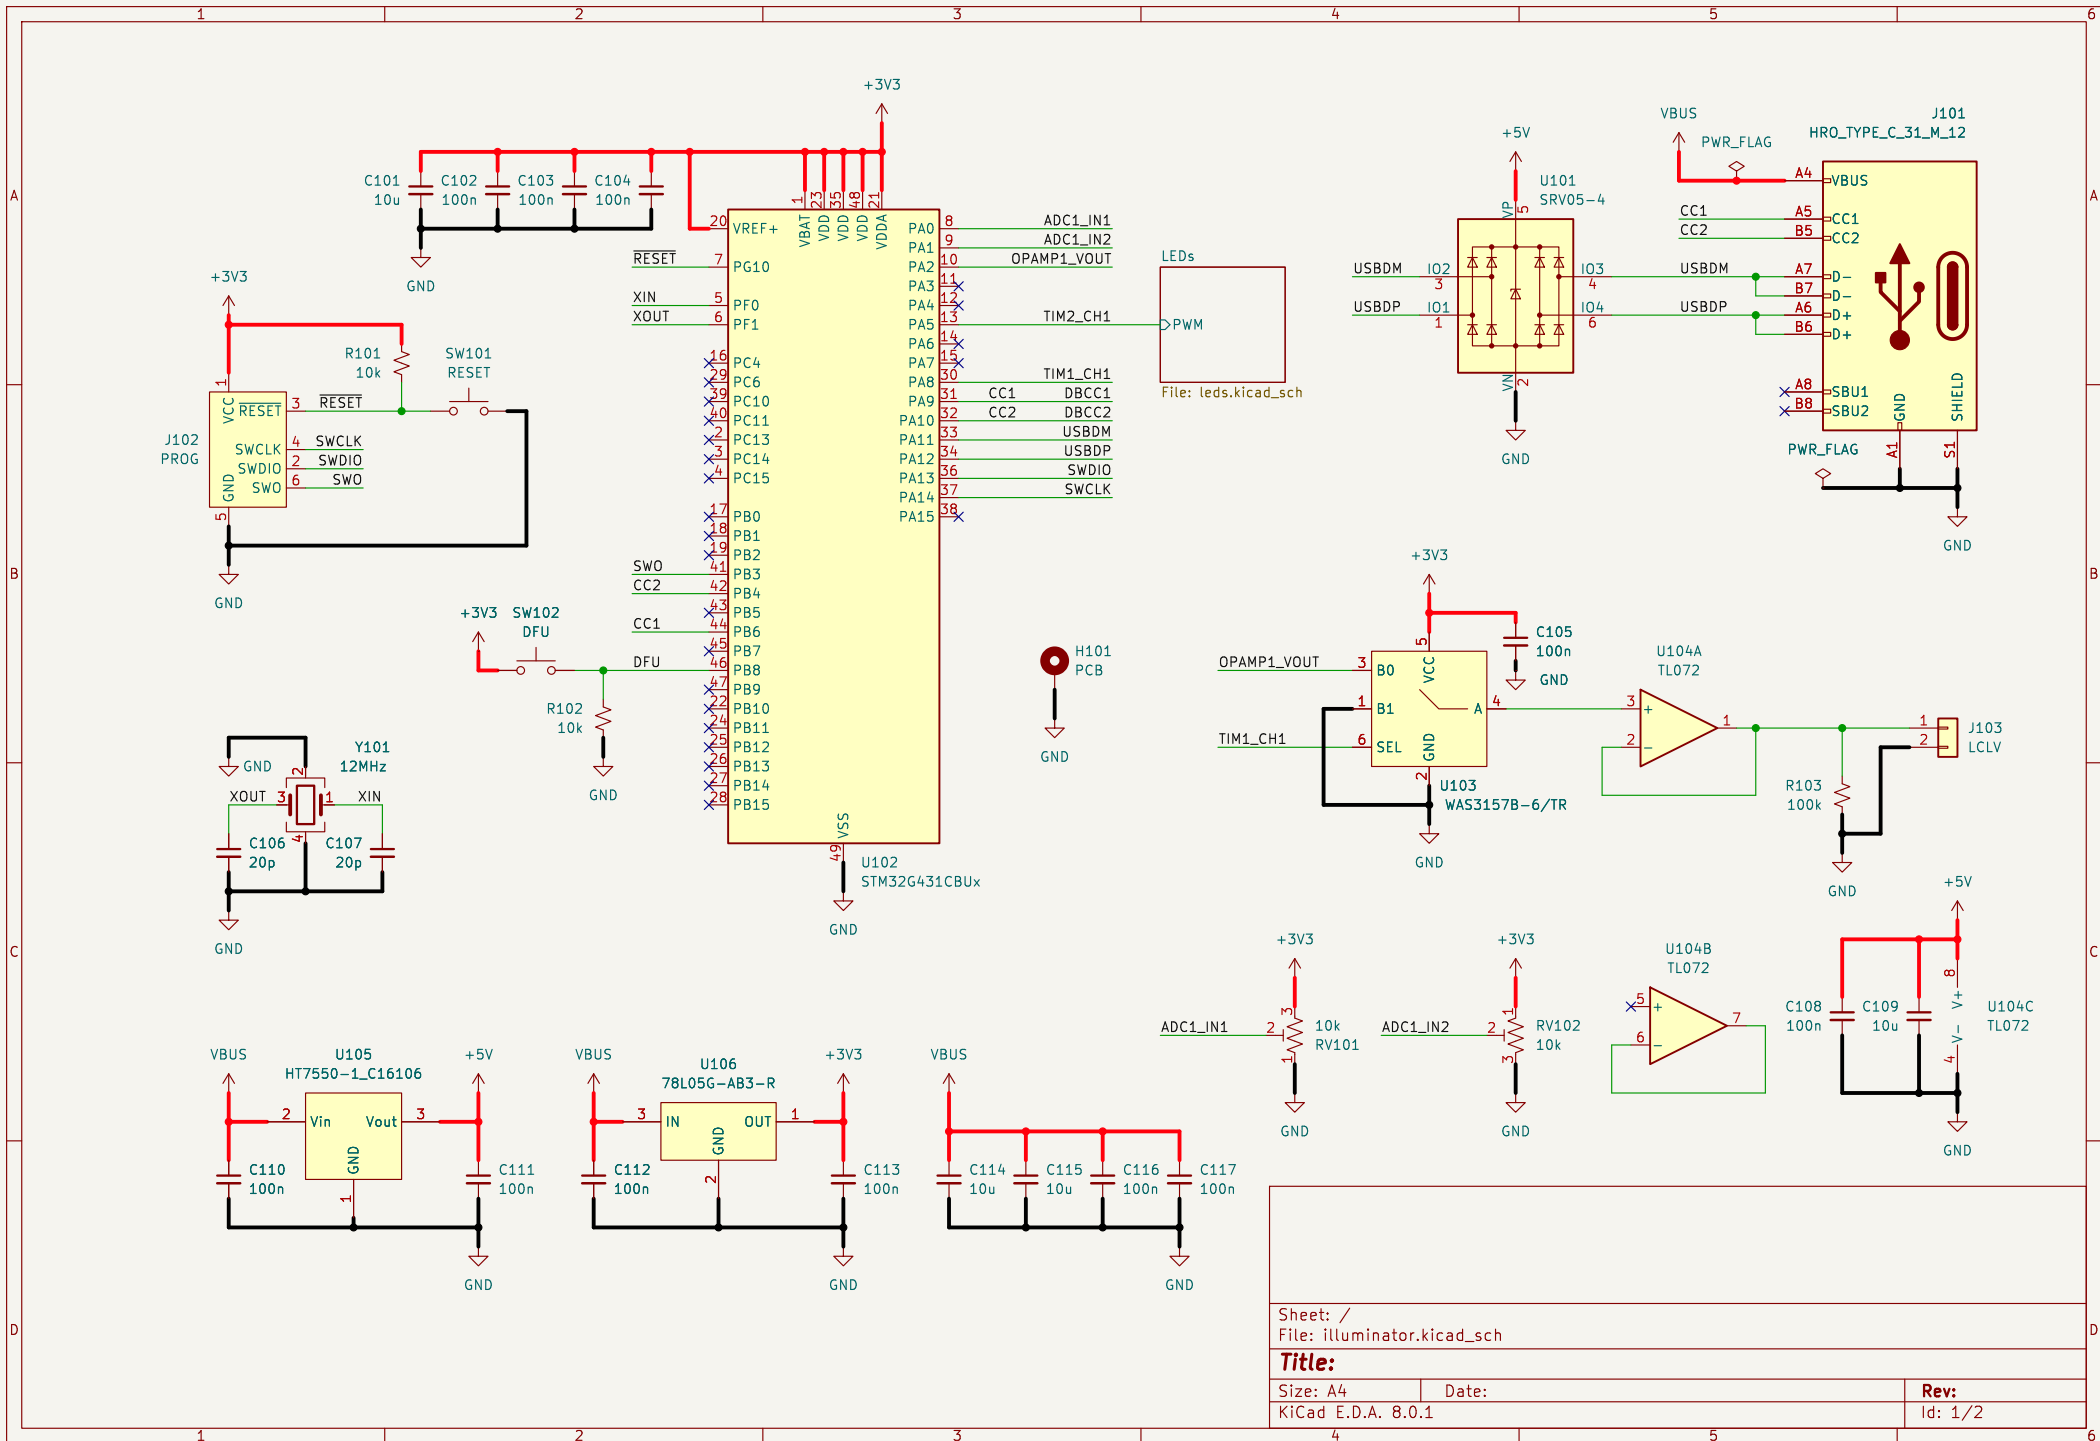 1 2 3 4 5 6
A
B
C
D
A
B
C
D
+3V3
C101
10u
C102
100n
C103
100n
C104
100n
GND
+3V3
R101
10k
SW101
RESET
RESET
J102
PROG
VCC
GND
RESET
SWCLK
SWDIO
SWO
1
3
4
2
6
5
SWCLK
SWDIO
SWO
GND
1 VBAT
23 VDD
35 VDD
48 VDD
21 VDDA
20 VREF+
RESET 7 PG10
XIN 5 PF0
XOUT 6 PF1
16 PC4
29 PC6
39 PC10
40 PC11
2 PC13
3 PC14
4 PC15
17 PB0
18 PB1
19 PB2
SWO 41 PB3
CC2 42 PB4
43 PB5
CC1 44 PB6
45 PB7
DFU 46 PB8
47 PB9
22 PB10
24 PB11
25 PB12
26 PB13
27 PB14
28 PB15
PA0 8 ADC1_IN1
PA1 9 ADC1_IN2
PA2 10 OPAMP1_VOUT
PA3 11
PA4 12
PA5 13 TIM2_CH1
PA6 14
PA7 15
PA8 30 TIM1_CH1
PA9 31 CC1 DBCC1
PA10 32 CC2 DBCC2
PA11 33 USBDM
PA12 34 USBDP
PA13 36 SWDIO
PA14 37 SWCLK
PA15 38
VSS
49
U102
STM32G431CBUx
GND
LEDs
PWM
File: leds.kicad_sch
+5V
U101
SRV05-4
VP
5
USBDM IO2 3
USBDP IO1 1
IO3 4
IO4 6
VN
2
GND
VBUS
PWR_FLAG
J101
HRO_TYPE_C_31_M_12
A4 VBUS
CC1 A5 CC1
CC2 B5 CC2
USBDM A7 D-
B7 D-
USBDP A6 D+
B6 D+
A8 SBU1
B8 SBU2
GND
SHIELD
A1
S1
PWR_FLAG
GND
+3V3 SW102
DFU
R102
10k
GND
H101
PCB
GND
+3V3
C105
100n
GND
OPAMP1_VOUT 3 B0
1 B1
TIM1_CH1 6 SEL
5 VCC
A 4
GND
2
U103
WAS3157B-6/TR
GND
U104A
TL072
3 +
2 -
1
1
2
J103
LCLV
R103
100k
GND
GND
Y101
12MHz
2
XOUT 3
1 XIN
4
C106
20p
C107
20p
GND
+3V3
ADC1_IN1 2
3
1
10k
RV101
GND
+3V3
ADC1_IN2 2
1
3
RV102
10k
GND
U104B
TL072
5 +
6 -
7
+5V
C108
100n
C109
10u
8
V+
V-
4
U104C
TL072
GND
VBUS
U105
HT7550-1_C16106
+5V
2 Vin
Vout 3
GND
1
C110
100n
C111
100n
GND
VBUS
U106
78L05G-AB3-R
+3V3
3 IN
OUT 1
GND
2
C112
100n
C113
100n
GND
VBUS
C114
10u
C115
10u
C116
100n
C117
100n
GND
Sheet: /
File: illuminator.kicad_sch
Title:
Size: A4 Date: Rev:
KiCad E.D.A. 8.0.1 Id: 1/2
1 2 3 4 5 6